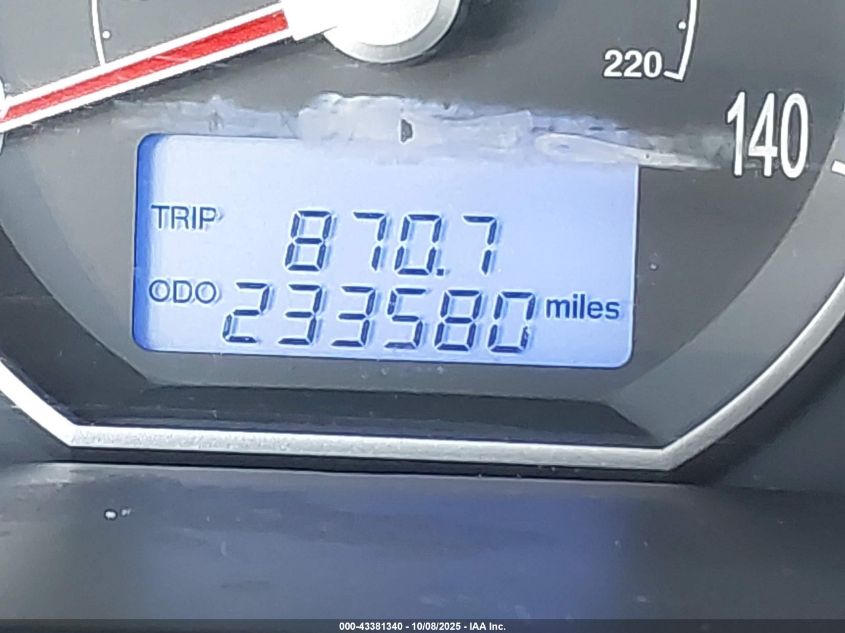 220
140
TRIP 870.7
ODO 233580 miles
000-43381340 - 10/08/2025 - IAA Inc.